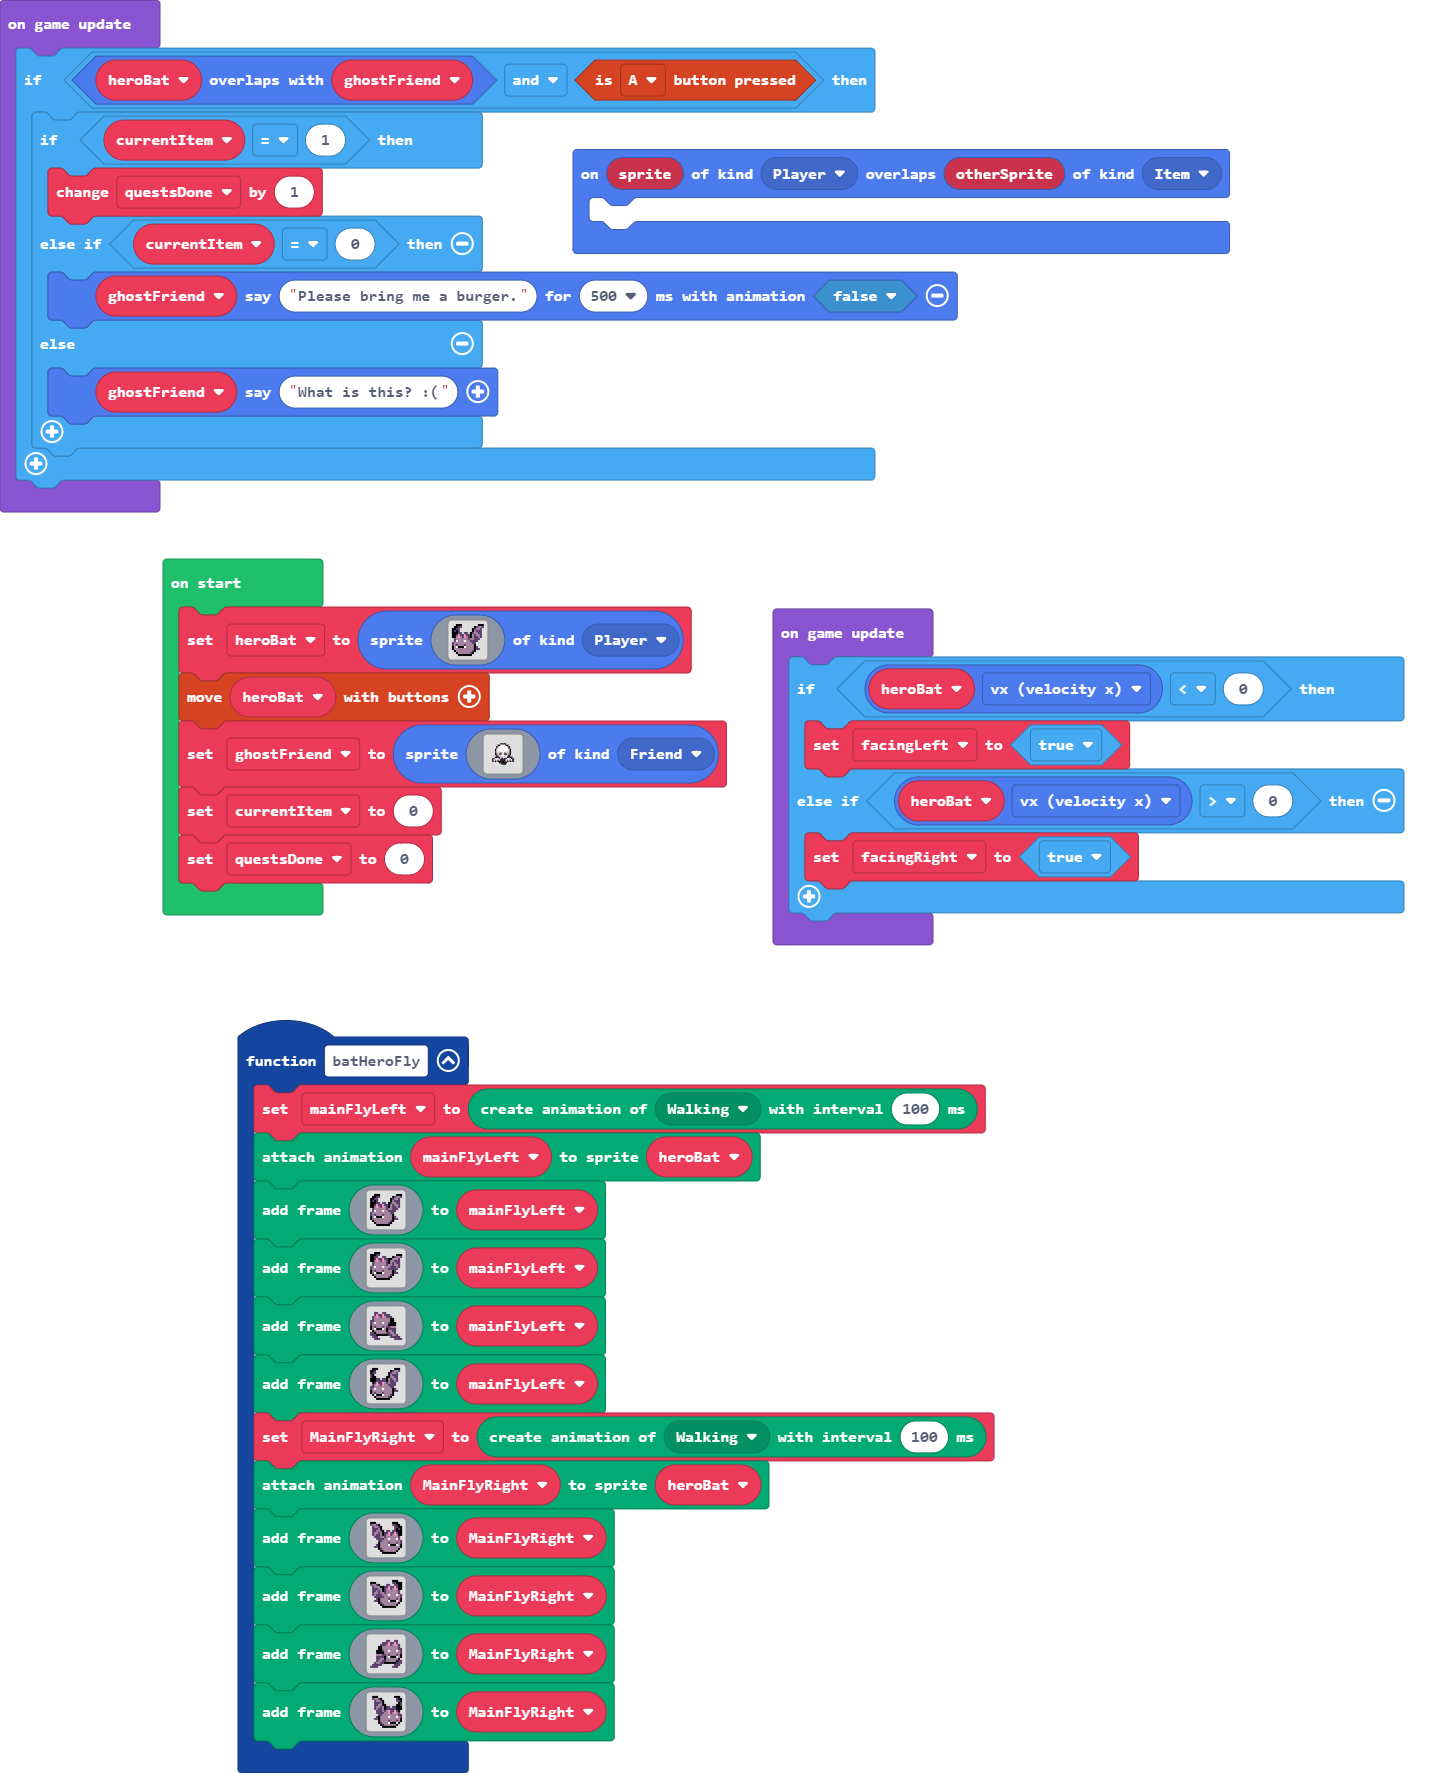 on game update
if heroBat overlaps with ghostFriend and is A button pressed then
if currentItem = 1 then
change questsDone by 1
else if currentItem = 0 then
ghostFriend say "Please bring me a burger." for 500 ms with animation false
else
ghostFriend say "What is this? :("
on sprite of kind Player overlaps otherSprite of kind Item
on start
set heroBat to sprite of kind Player
move heroBat with buttons
set ghostFriend to sprite of kind Friend
set currentItem to 0
set questsDone to 0
on game update
if heroBat vx (velocity x) < 0 then
set facingLeft to true
else if heroBat vx (velocity x) > 0 then
set facingRight to true
function batHeroFly
set mainFlyLeft to create animation of Walking with interval 100 ms
attach animation mainFlyLeft to sprite heroBat
add frame to mainFlyLeft
add frame to mainFlyLeft
add frame to mainFlyLeft
add frame to mainFlyLeft
set MainFlyRight to create animation of Walking with interval 100 ms
attach animation MainFlyRight to sprite heroBat
add frame to MainFlyRight
add frame to MainFlyRight
add frame to MainFlyRight
add frame to MainFlyRight